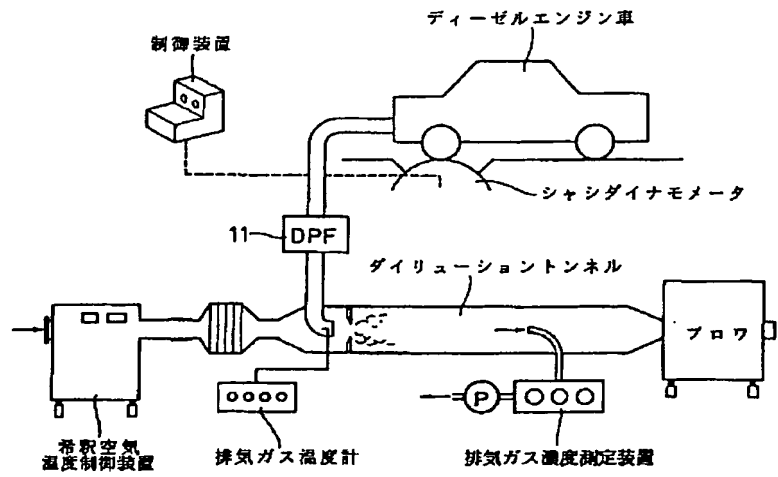 ディーゼルエンジン車
制御装置
シャシダイナモメータ
11
DPF
ダイリューショントンネル
ブロワ
P
希釈空気
温度制御装置
排気ガス温度計
排気ガス濃度測定装置